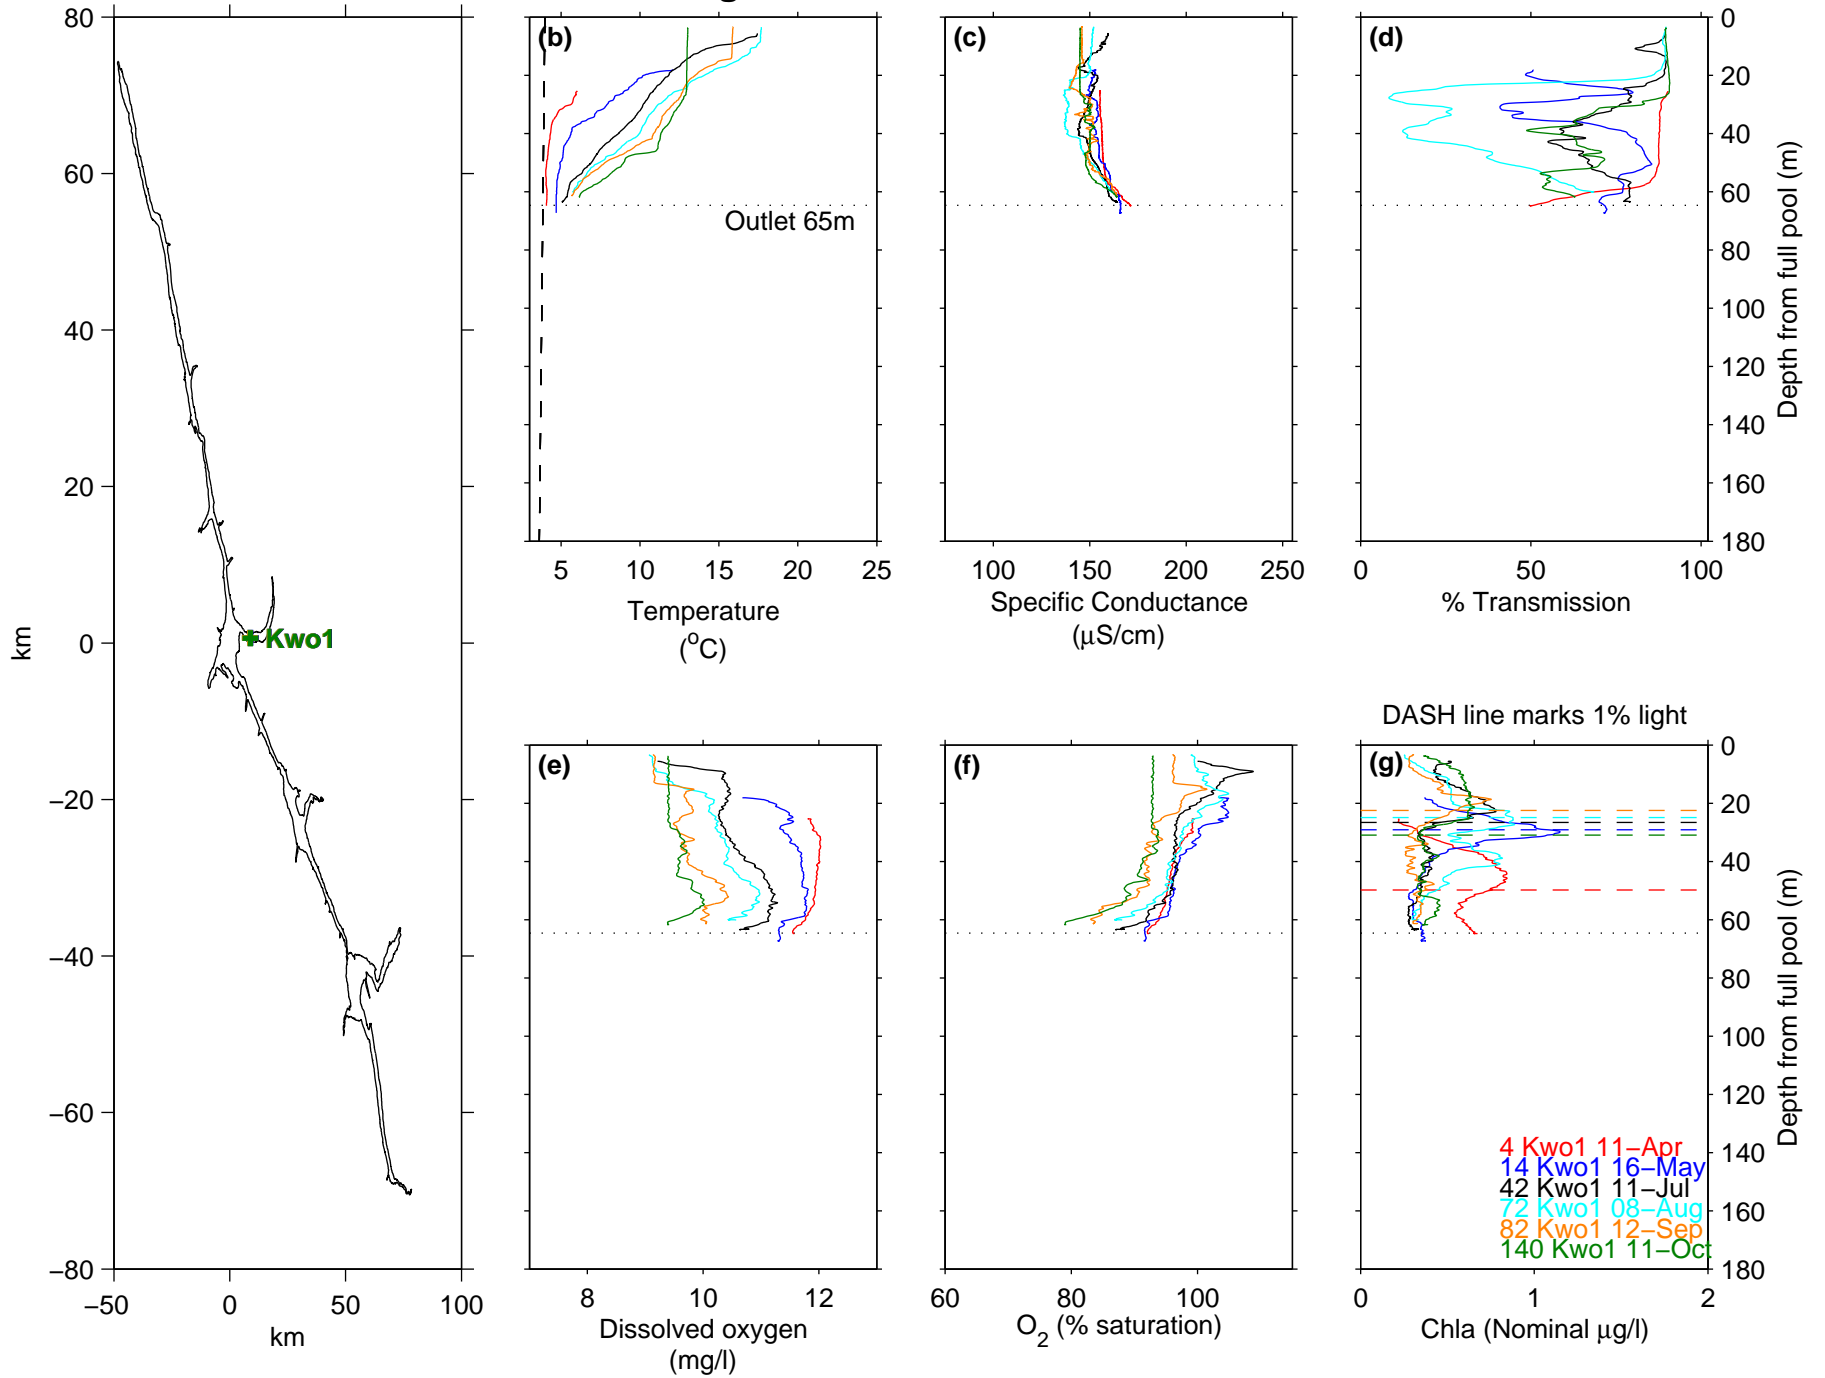 80
60
40
20
0
−20
−40
−60
−80
km
−50
0
50
100
km
Kwo1
(b)
Outlet 65m
5
10
15
20
25
Temperature
(°C)
(c)
100
150
200
250
Specific Conductance
(μS/cm)
(d)
0
50
100
% Transmission
0
20
40
60
80
100
120
140
160
180
Depth from full pool (m)
(e)
8
10
12
Dissolved oxygen
(mg/l)
(f)
60
80
100
O2 (% saturation)
DASH line marks 1% light
(g)
4 Kwo1 11−Apr
14 Kwo1 16−May
42 Kwo1 11−Jul
72 Kwo1 08−Aug
82 Kwo1 12−Sep
140 Kwo1 11−Oct
0
1
2
Chla (Nominal μg/l)
0
20
40
60
80
100
120
140
160
180
Depth from full pool (m)